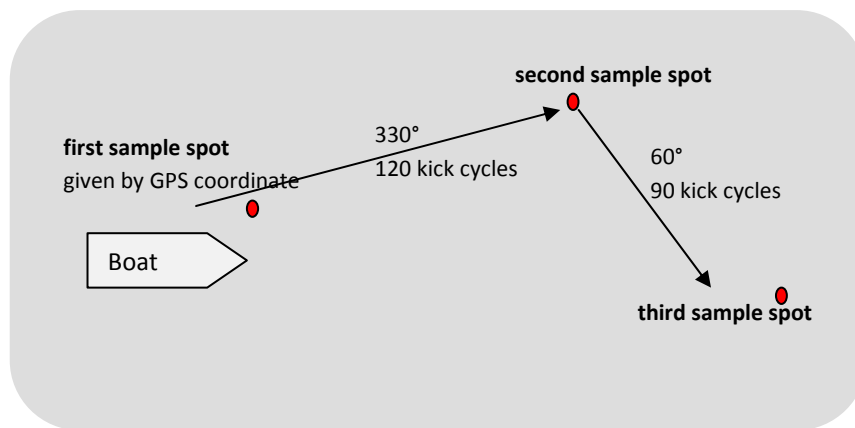 second sample spot
330°
120 kick cycles
first sample spot
given by GPS coordinate
60°
90 kick cycles
Boat
third sample spot